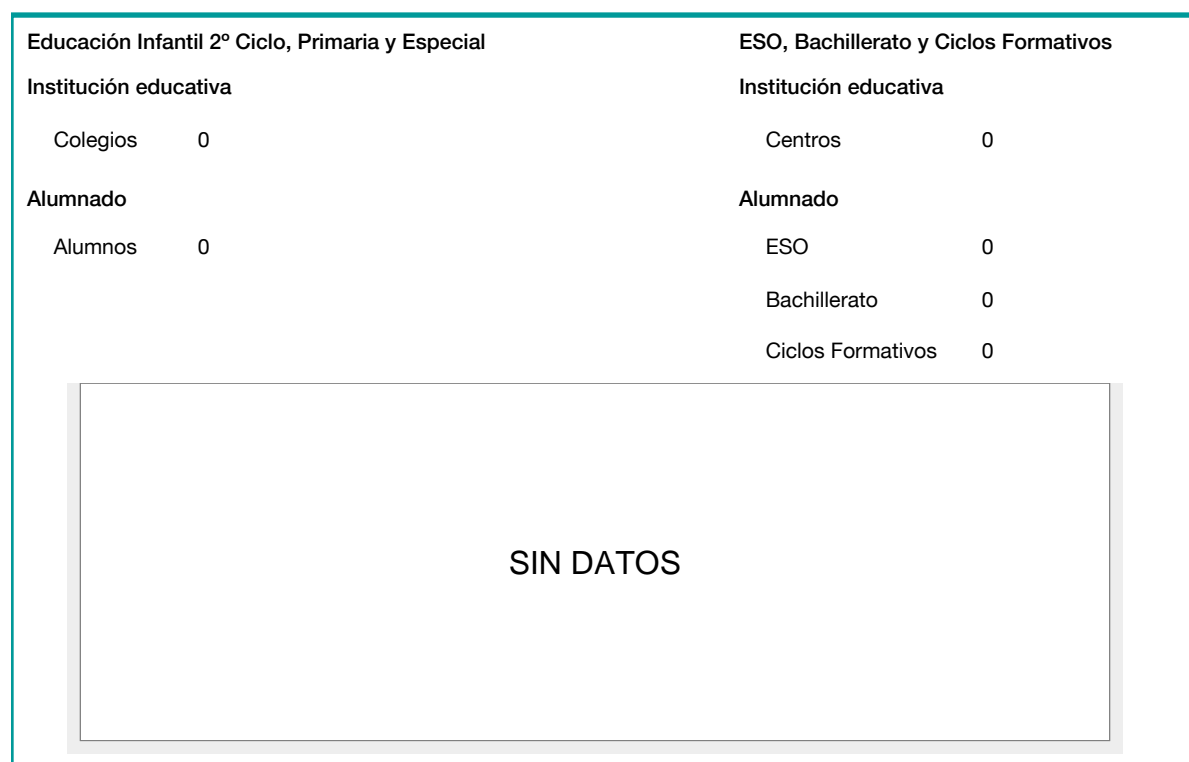 Educación Infantil 2º Ciclo, Primaria y Especial
Institución educativa
Colegios 0
Alumnado
Alumnos 0
ESO, Bachillerato y Ciclos Formativos
Institución educativa
Centros 0
Alumnado
ESO 0
Bachillerato 0
Ciclos Formativos 0
SIN DATOS